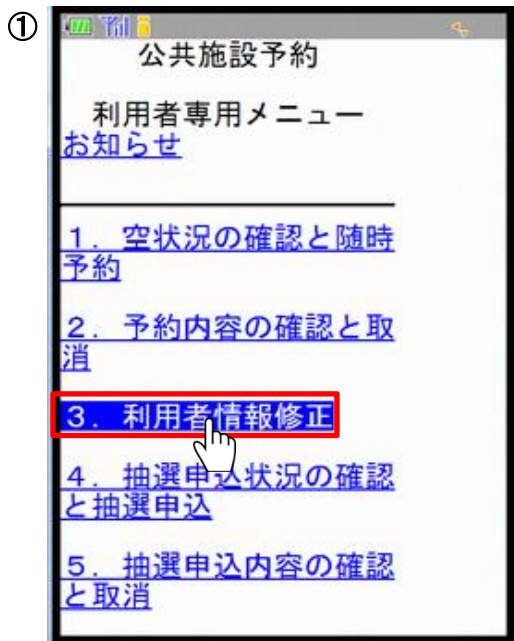 ①
公共施設予約
利用者専用メニュー
お知らせ
１．空状況の確認と随時
予約
２．予約内容の確認と取
消
３．利用者情報修正
４．抽選申込状況の確認
と抽選申込
５．抽選申込内容の確認
と取消